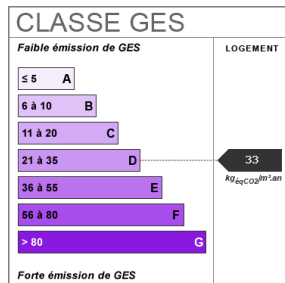 CLASSE GES
Faible émission de GES
LOGEMENT
≤ 5 A
6 à 10 B
11 à 20 C
21 à 35 D
33
kgéqCO2/m².an
36 à 55 E
56 à 80 F
> 80 G
Forte émission de GES